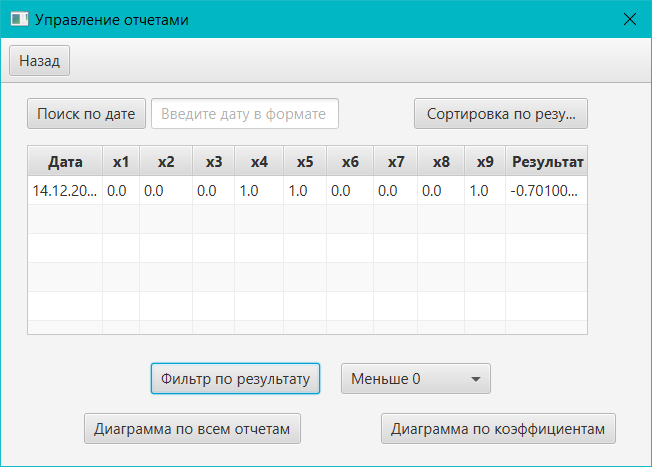 Управление отчетами
Назад
Поиск по дате Введите дату в формате Сортировка по резу...
Дата x1 x2 x3 x4 x5 x6 x7 x8 x9 Результат
14.12.20... 0.0 0.0 0.0 1.0 1.0 0.0 0.0 0.0 1.0 -0.70100...
Фильтр по результату Меньше 0
Диаграмма по всем отчетам Диаграмма по коэффициентам